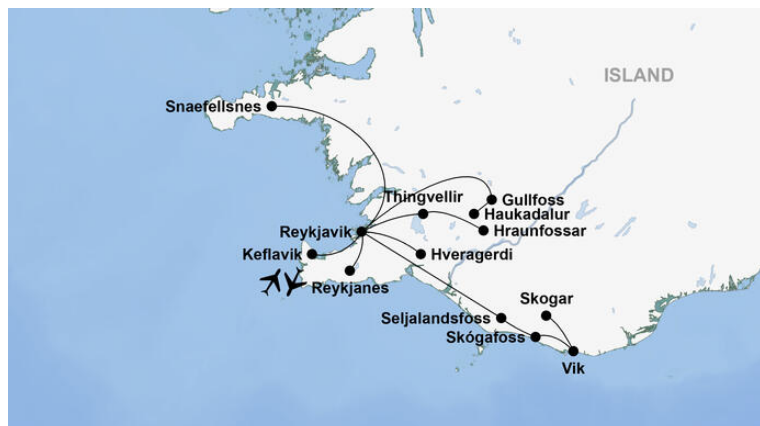 ISLAND
Snaefellsnes
Thingvellir
Gullfoss
Haukadalur
Reykjavik
Hraunfossar
Keflavik
Hveragerdi
Reykjanes
Skogar
Seljalandsfoss
Skógafoss
Vik